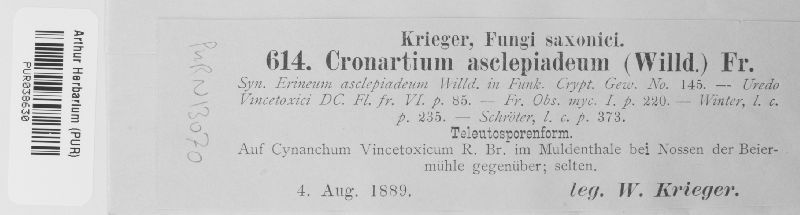 Arthur Herbarium (PUR)
PUR038630
PUR N13070
Krieger, Fungi saxonici.
614. Cronartium asclepiadeum (Willd.) Fr.
Syn. Erineum asclepiadeum Willd. in Funk. Crypt. Gew. No. 145. — Uredo
Vincetoxici DC. Fl. fr. VI. p. 85. — Fr. Obs. myc. I. p. 220. — Winter, l. c.
p. 235. — Schröter, l. c. p. 373.
Teleutosporenform.
Auf Cynanchum Vincetoxicum R. Br. im Muldenthale bei Nossen der Beier-
mühle gegenüber; selten.
4. Aug. 1889. leg. W. Krieger.